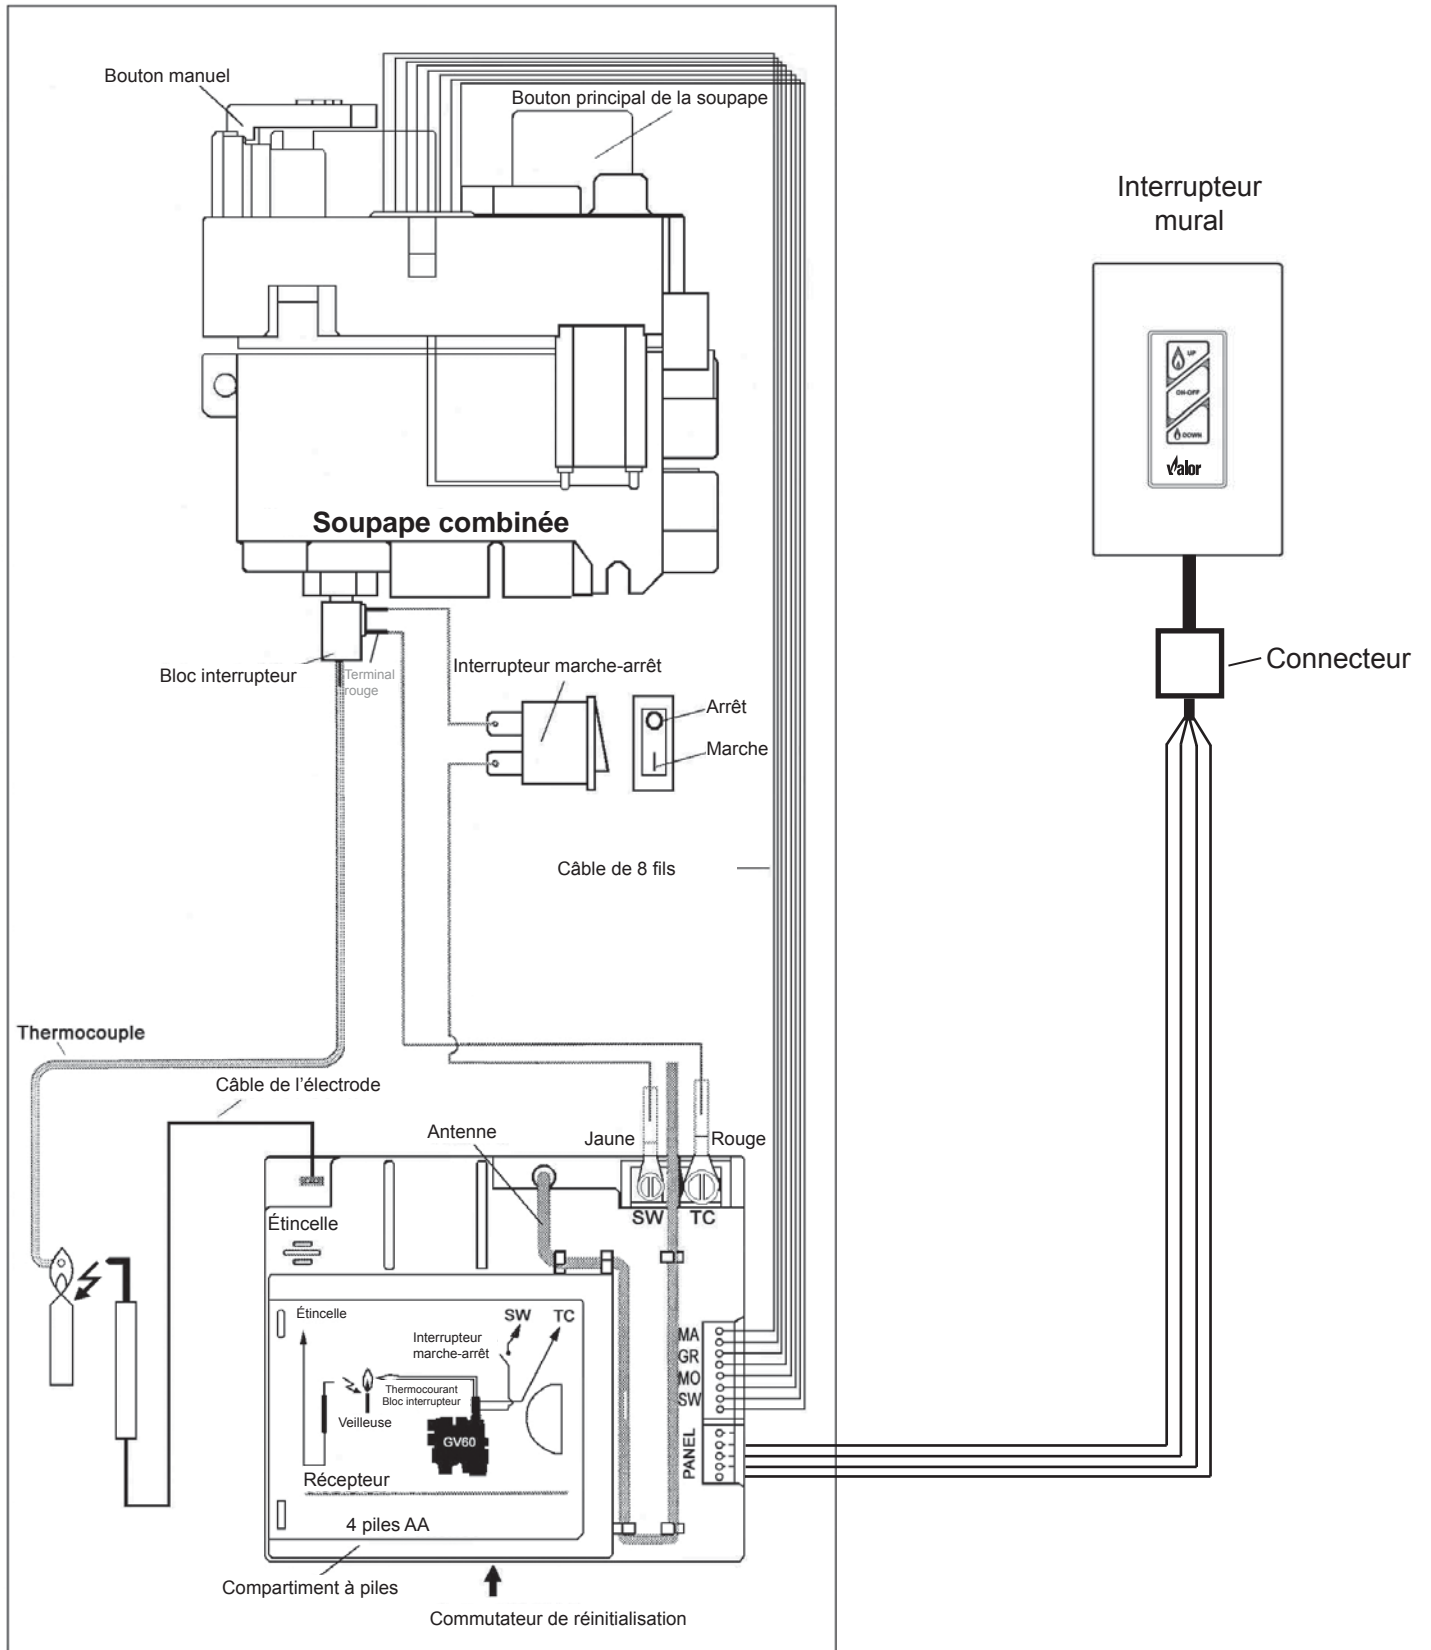 Bouton manuel
Bouton principal de la soupape
Interrupteur
mural
UP
ON-OFF
DOWN
Valor
Soupape combinée
Bloc interrupteur
Terminal
rouge
Interrupteur marche-arrêt
Arrêt
Marche
Connecteur
Câble de 8 fils
Thermocouple
Câble de l'électrode
Antenne
Jaune
Rouge
SW
TC
Étincelle
Étincelle
SW
TC
Interrupteur
marche-arrêt
Thermocourant
Bloc interrupteur
Veilleuse
GV60
Récepteur
4 piles AA
MA
GR
MO
SW
PANEL
Compartiment à piles
Commutateur de réinitialisation